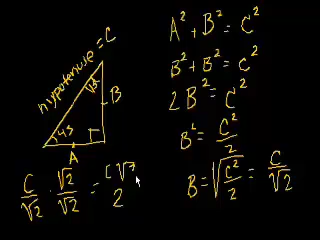 hypotenuse = C
√2
B
45
A
A² + B² = C²
B² + B² = C²
2B² = C²
B² = C²/2
B = √(C²/2) = C/√2
C/√2 · √2/√2 = C√2/2